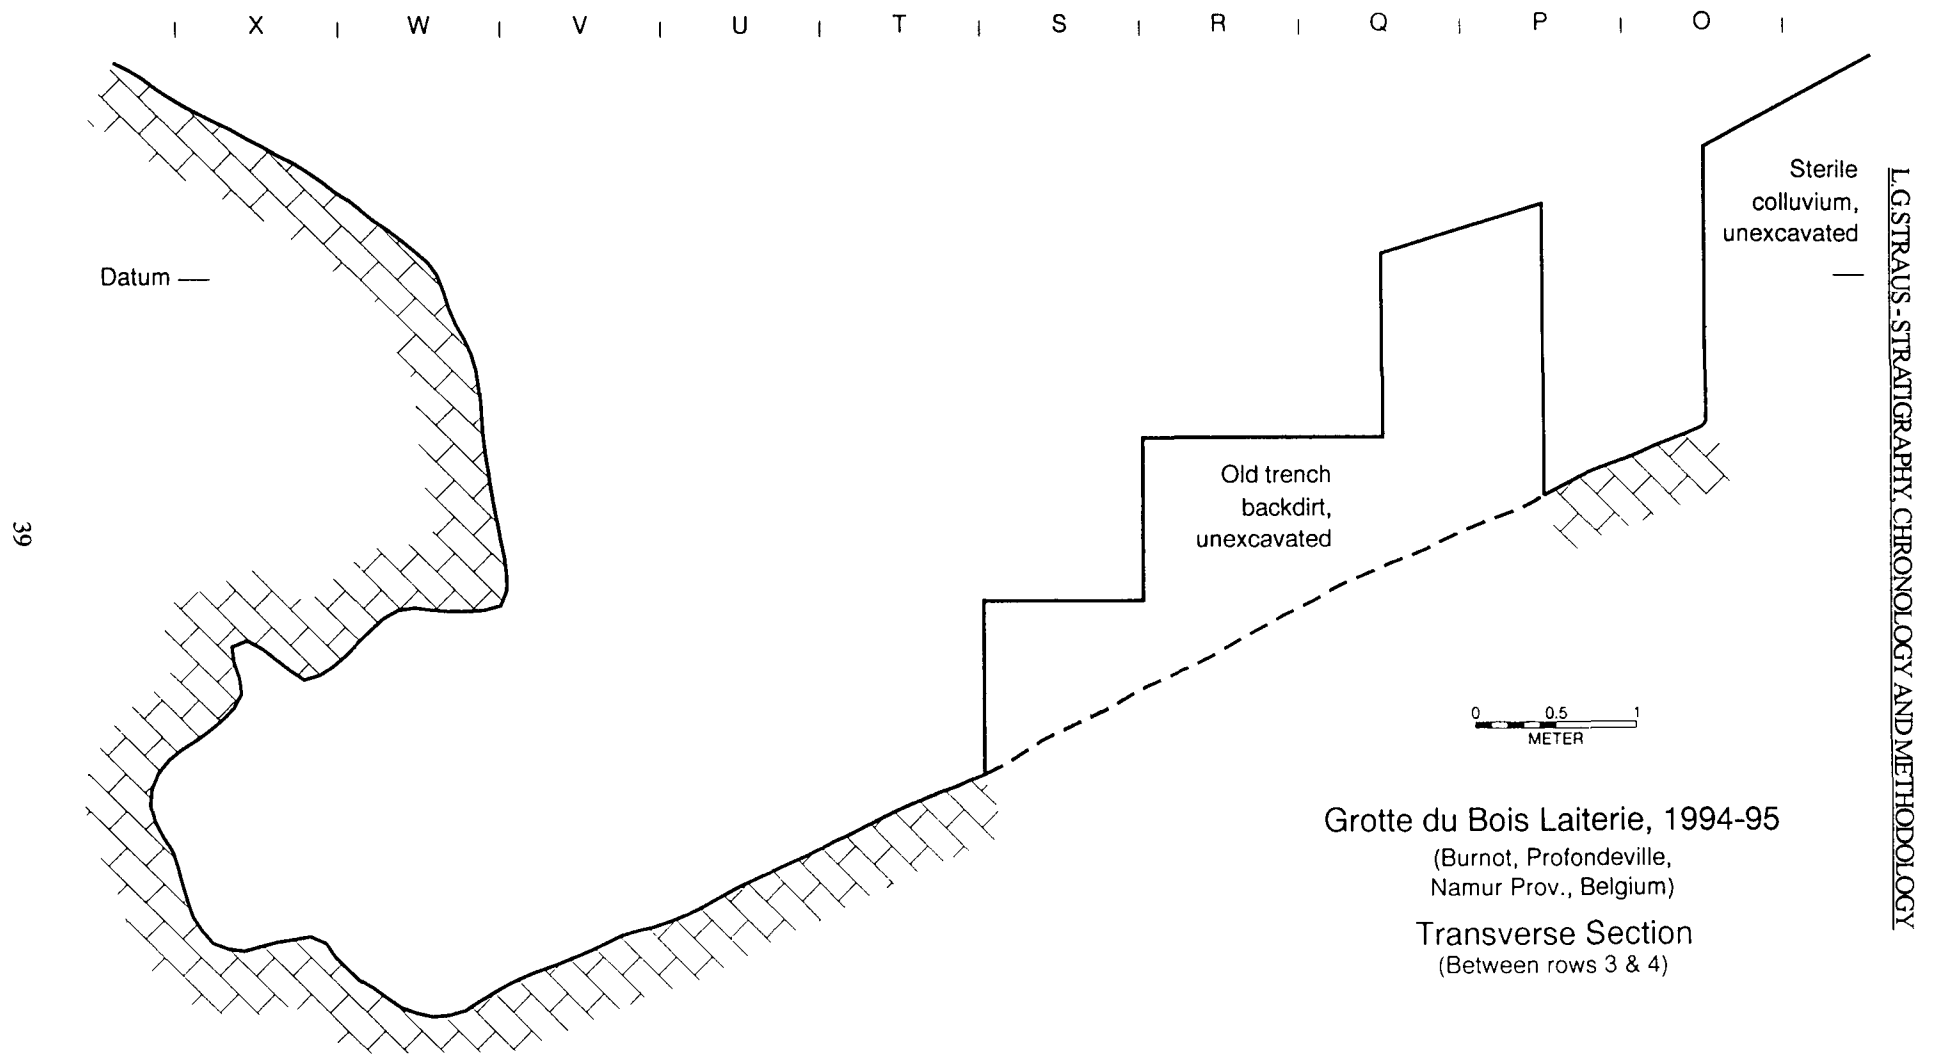 X W V U T S R Q P O
Sterile
colluvium,
unexcavated
Datum
Old trench
backdirt,
unexcavated
0 0.5 1
METER
Grotte du Bois Laiterie, 1994-95
(Burnot, Profondeville,
Namur Prov., Belgium)
Transverse Section
(Between rows 3 & 4)
L.G.STRAUS - STRATIGRAPHY, CHRONOLOGY AND METHODOLOGY
39